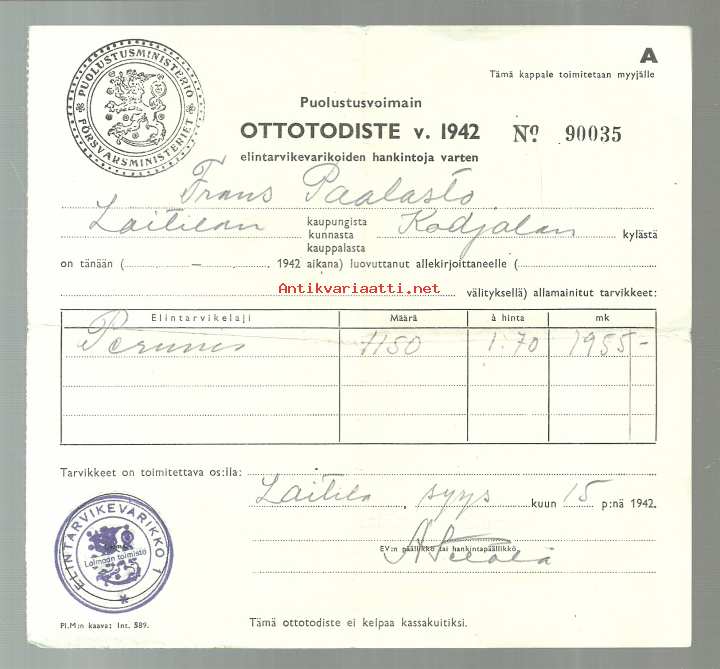 PUOLUSTUSMINISTERIÖ
FÖRSVARSMINISTERIET
A
Tämä kappale toimitetaan myyjälle
Puolustusvoimain
OTTOTODISTE v. 1942 No 90035
elintarvikevarikoiden hankintoja varten
Frans Paalasto
Laitilan kaupungista kunnasta kauppalasta Kodjalan kylästä
on tänään ( – 1942 aikana) luovuttanut allekirjoittaneelle (
Antikvariaatti.net
välityksellä) allamainitut tarvikkeet:
Elintarvikelaji Määrä à hinta mk
Perunes 1150 1:70 1955-
Tarvikkeet on toimitettava os:lla:
Laitila, syys kuun 15 p:nä 1942.
EV:n päällikkö tai hankintapäällikkö.
ELINTARVIKEVARIKKO 1
Loimaan toimisto
Pl.M:n kaava: Int. 589.
Tämä ottotodiste ei kelpaa kassakuitiksi.